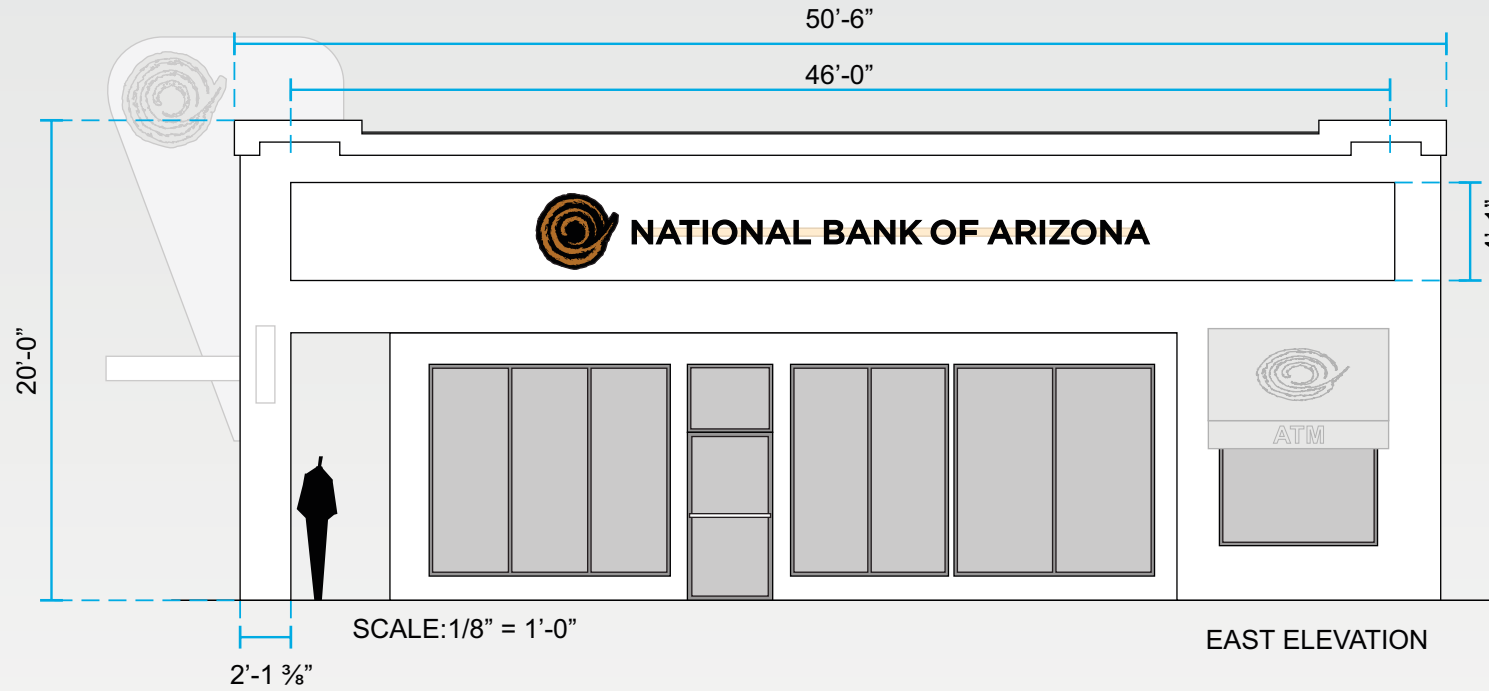 50’-6”
46’-0”
NATIONAL BANK OF ARIZONA
20’-0”
ATM
SCALE:1/8” = 1’-0”
EAST ELEVATION
2’-1 ⅜”